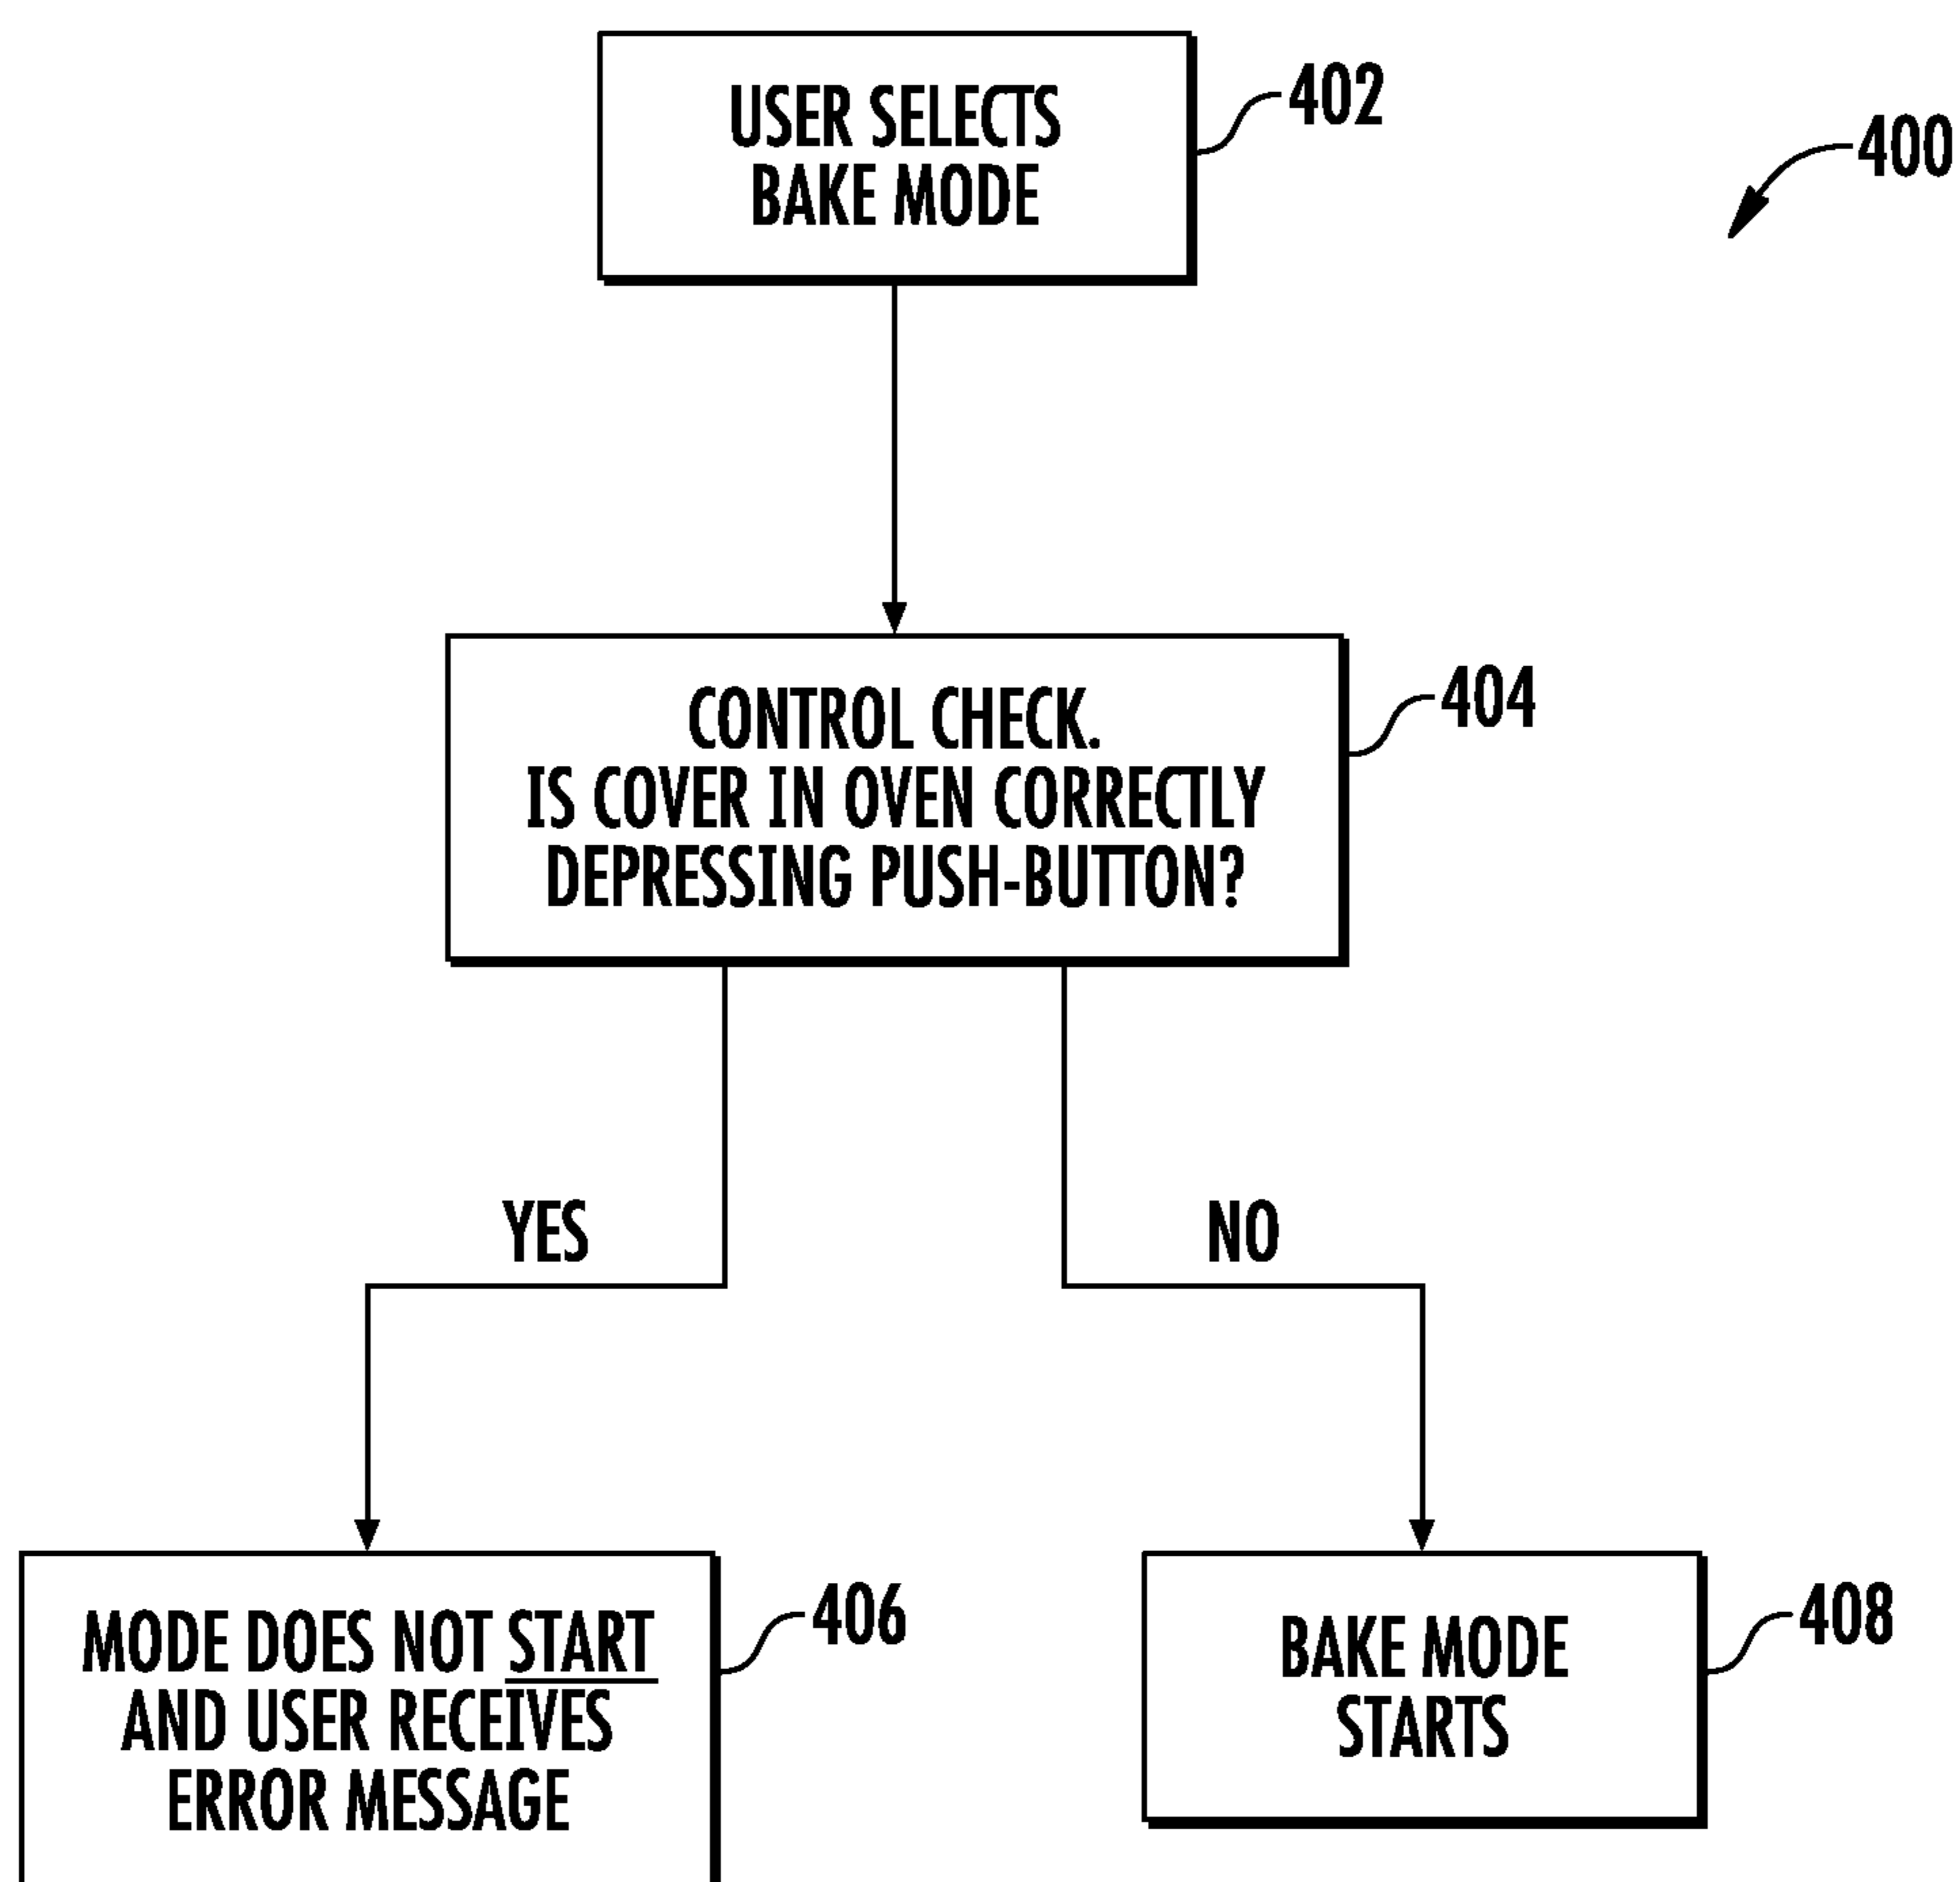 USER SELECTS
BAKE MODE
402
400
CONTROL CHECK.
IS COVER IN OVEN CORRECTLY
DEPRESSING PUSH-BUTTON?
404
YES
NO
MODE DOES NOT START
AND USER RECEIVES
ERROR MESSAGE
406
BAKE MODE
STARTS
408